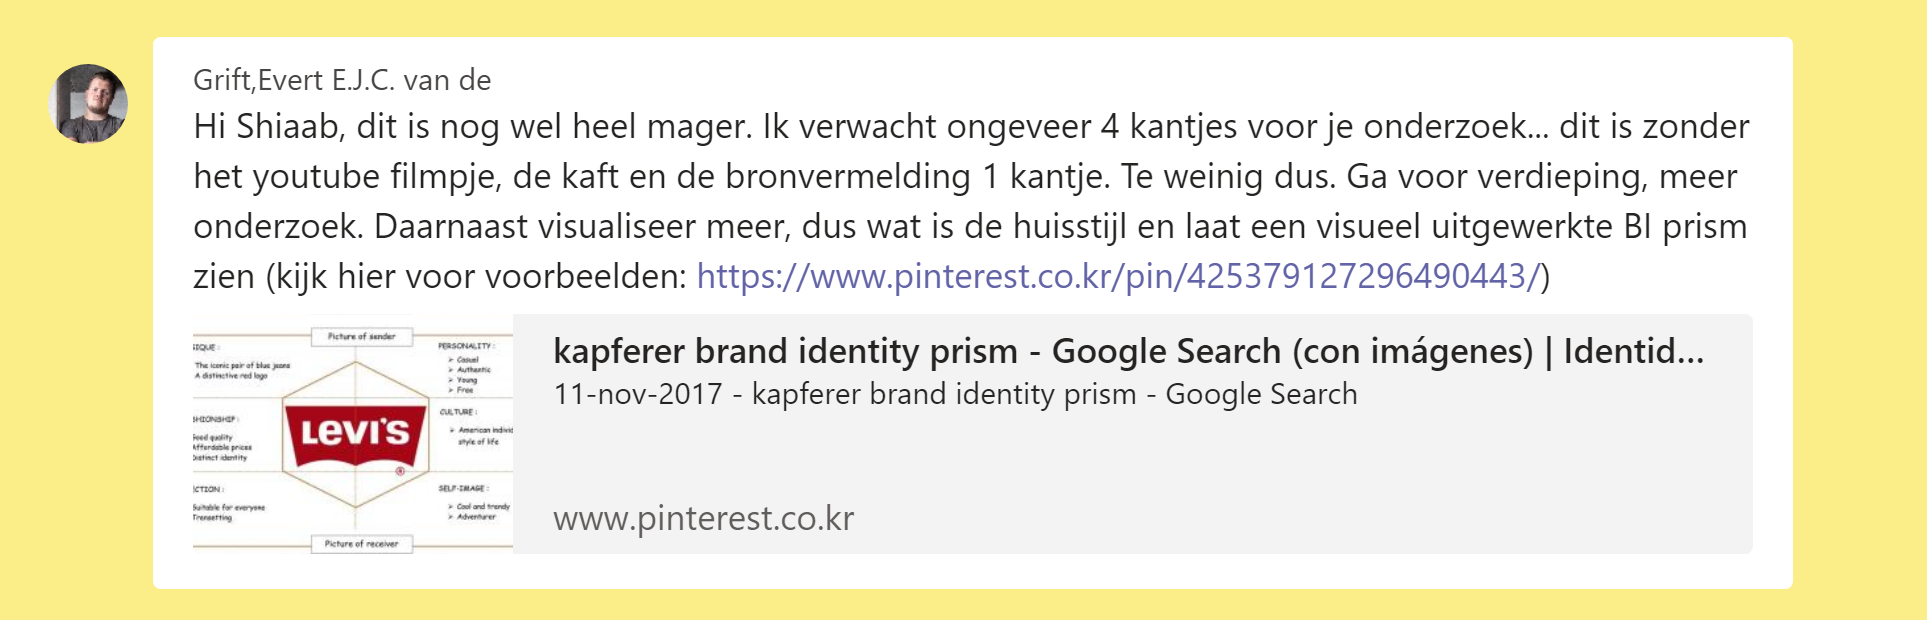 Grift,Evert E.J.C. van de
Hi Shiaab, dit is nog wel heel mager. Ik verwacht ongeveer 4 kantjes voor je onderzoek... dit is zonder
het youtube filmpje, de kaft en de bronvermelding 1 kantje. Te weinig dus. Ga voor verdieping, meer
onderzoek. Daarnaast visualiseer meer, dus wat is de huisstijl en laat een visueel uitgewerkte BI prism
zien (kijk hier voor voorbeelden: https://www.pinterest.co.kr/pin/425379127296490443/)
Picture of sender
IQUE :
The iconic pair of blue jeans
A distinctive red logo
PERSONALITY :
Casual
Authentic
Young
Free
HIONSHIP :
Good quality
Affordable prices
Distinct identity
LEVI'S
®
CULTURE :
American individ
style of life
CTION :
Suitable for everyone
Trensetting
SELF-IMAGE :
Cool and trendy
Adventurer
Picture of receiver
kapferer brand identity prism - Google Search (con imágenes) | Identid...
11-nov-2017 - kapferer brand identity prism - Google Search
www.pinterest.co.kr